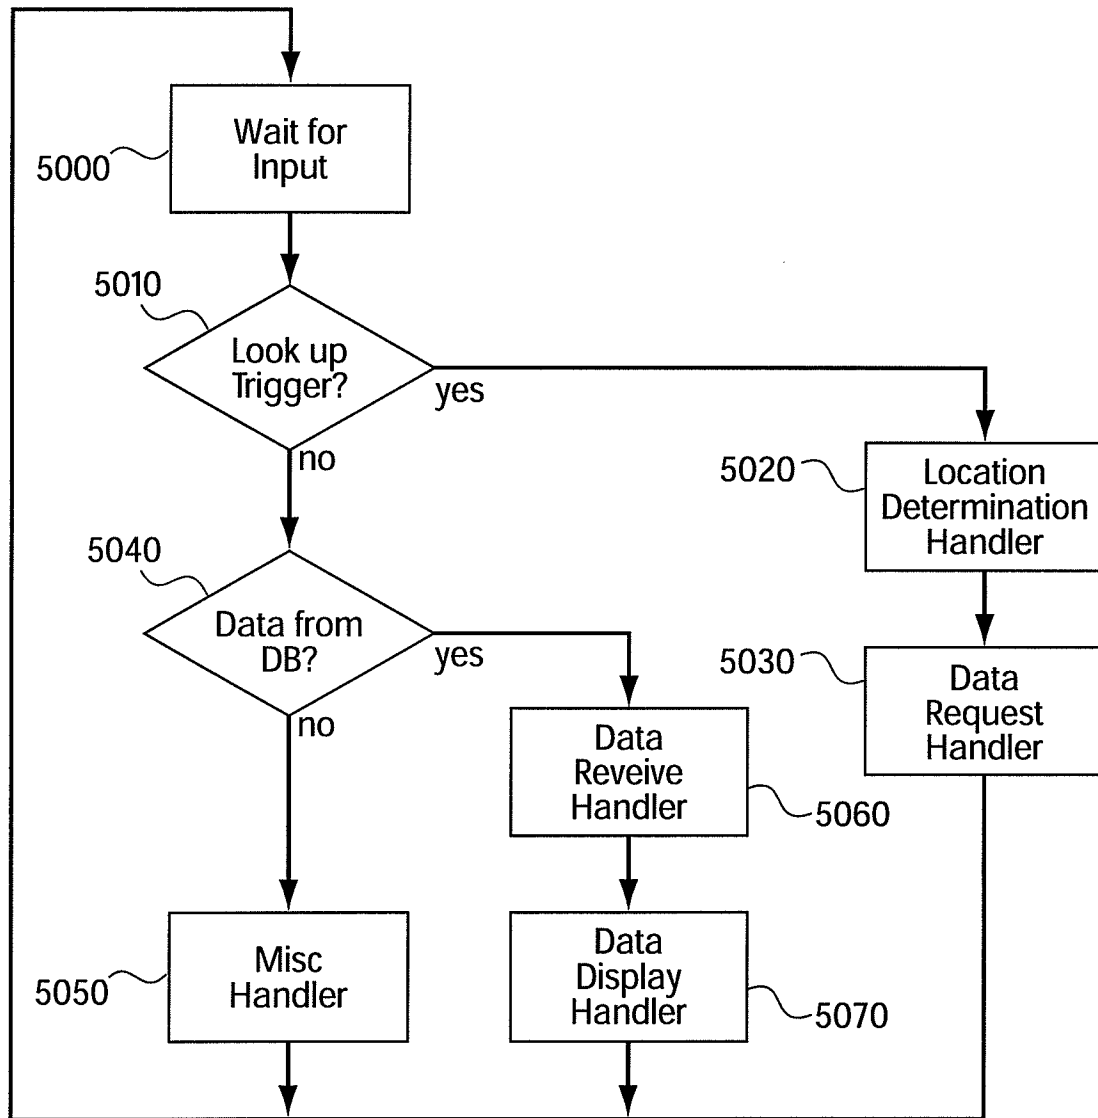 Wait for
Input
5000
5010
Look up
Trigger?
yes
no
5020
Location
Determination
Handler
5040
Data from
DB?
yes
no
5030
Data
Request
Handler
Data
Reveive
Handler
5060
Misc
Handler
5050
Data
Display
Handler
5070